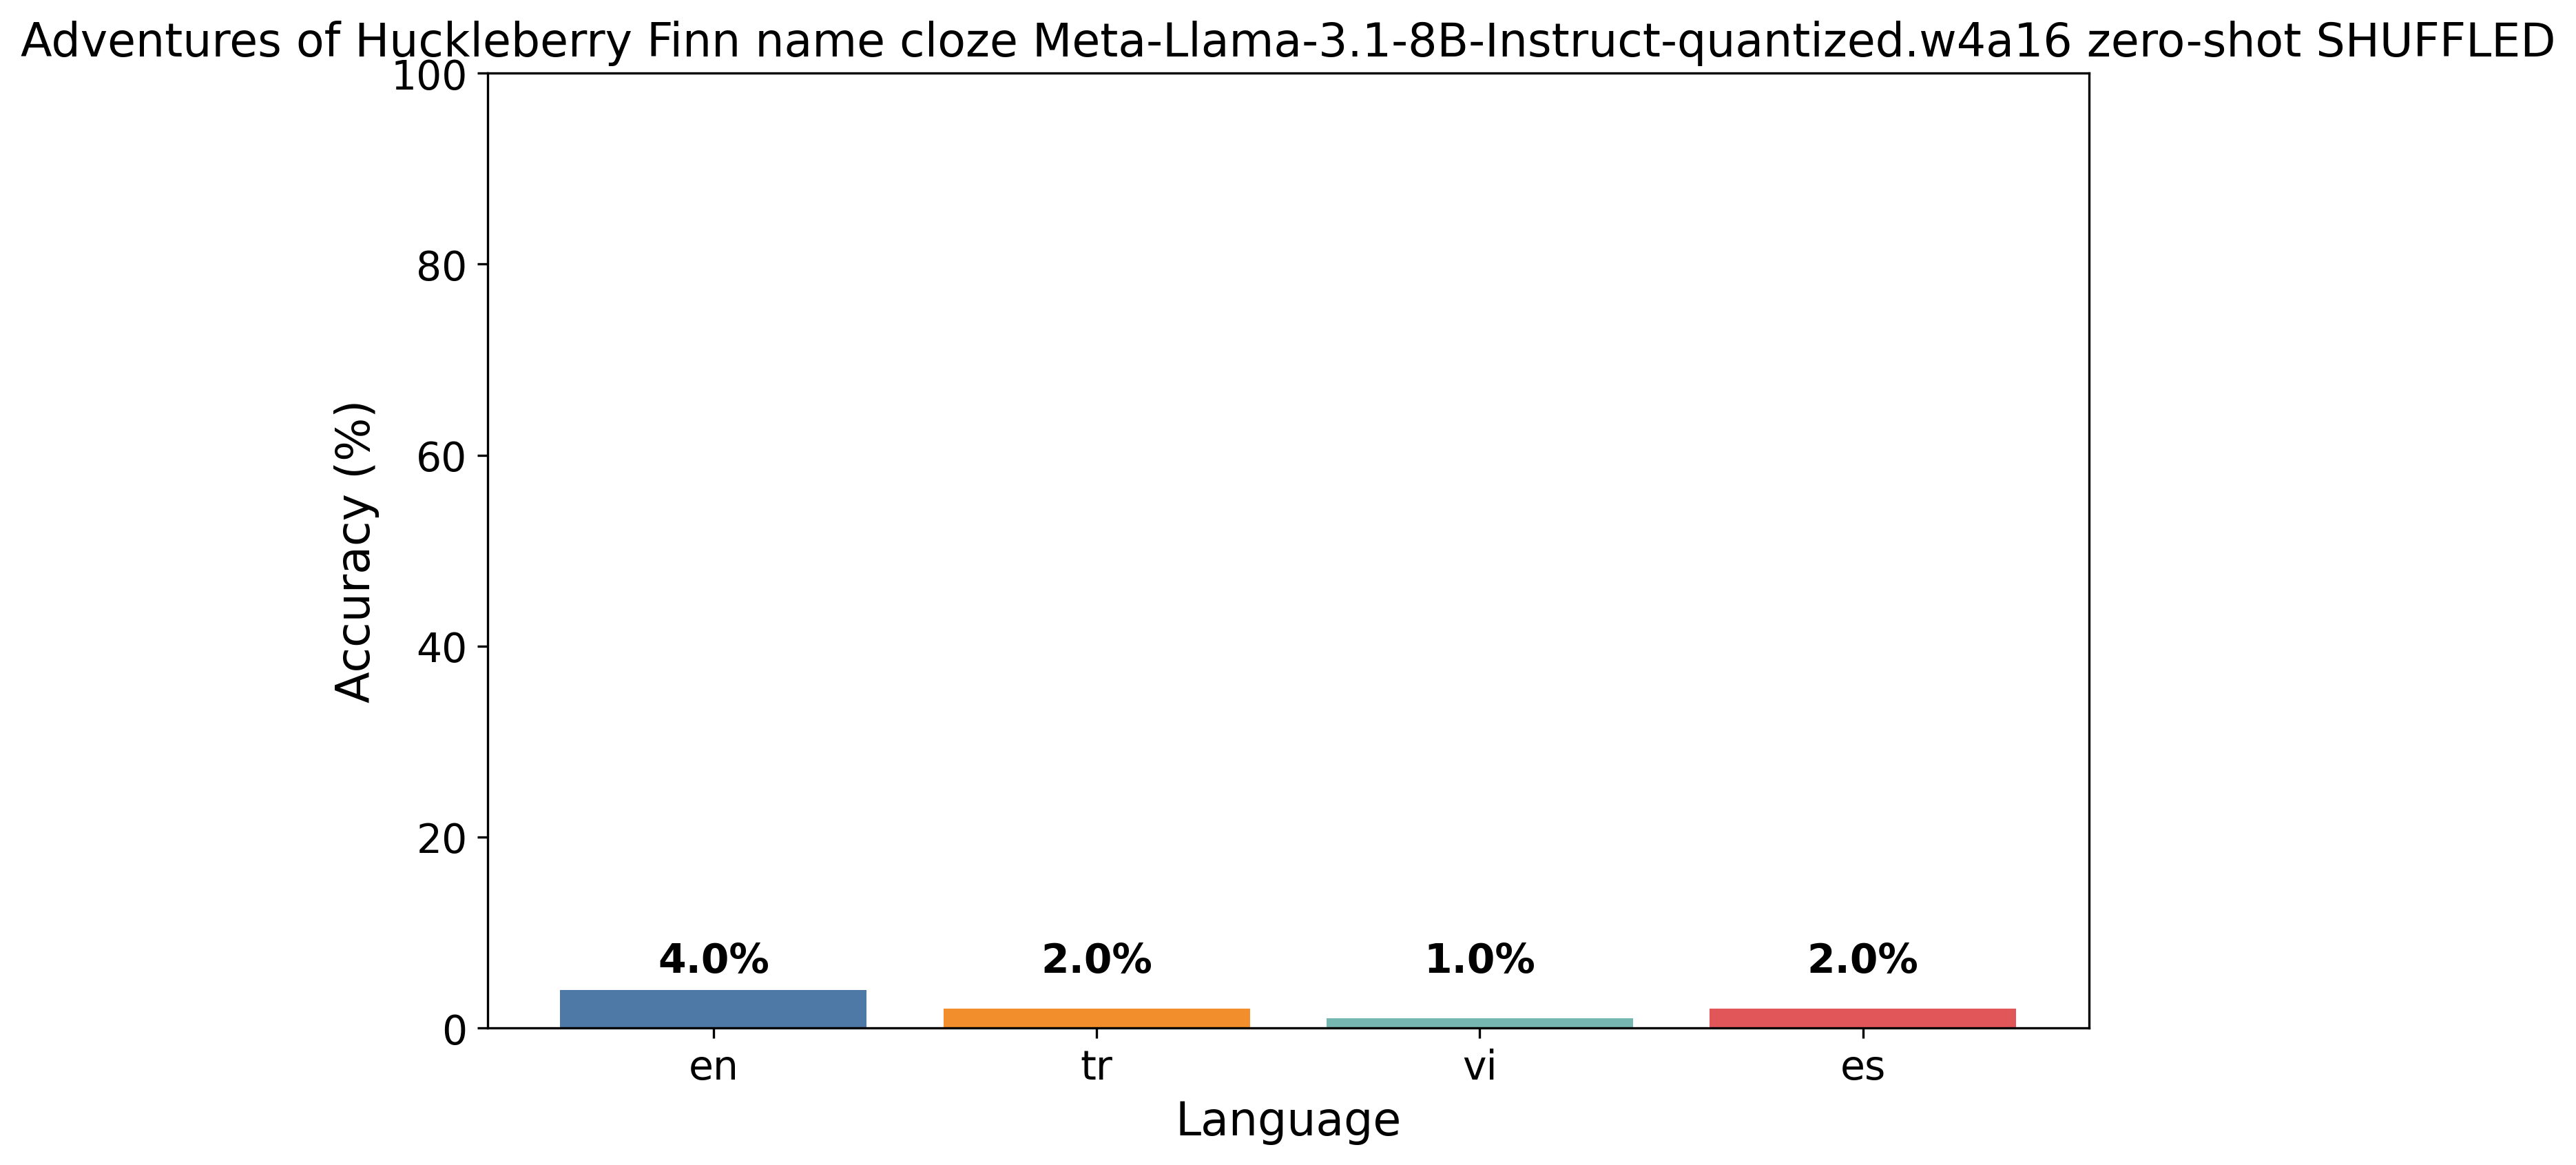 Adventures of Huckleberry Finn name cloze Meta-Llama-3.1-8B-Instruct-quantized.w4a16 zero-shot SHUFFLED
100
80
60
40
20
0
Accuracy (%)
4.0%
2.0%
1.0%
2.0%
en
tr
vi
es
Language